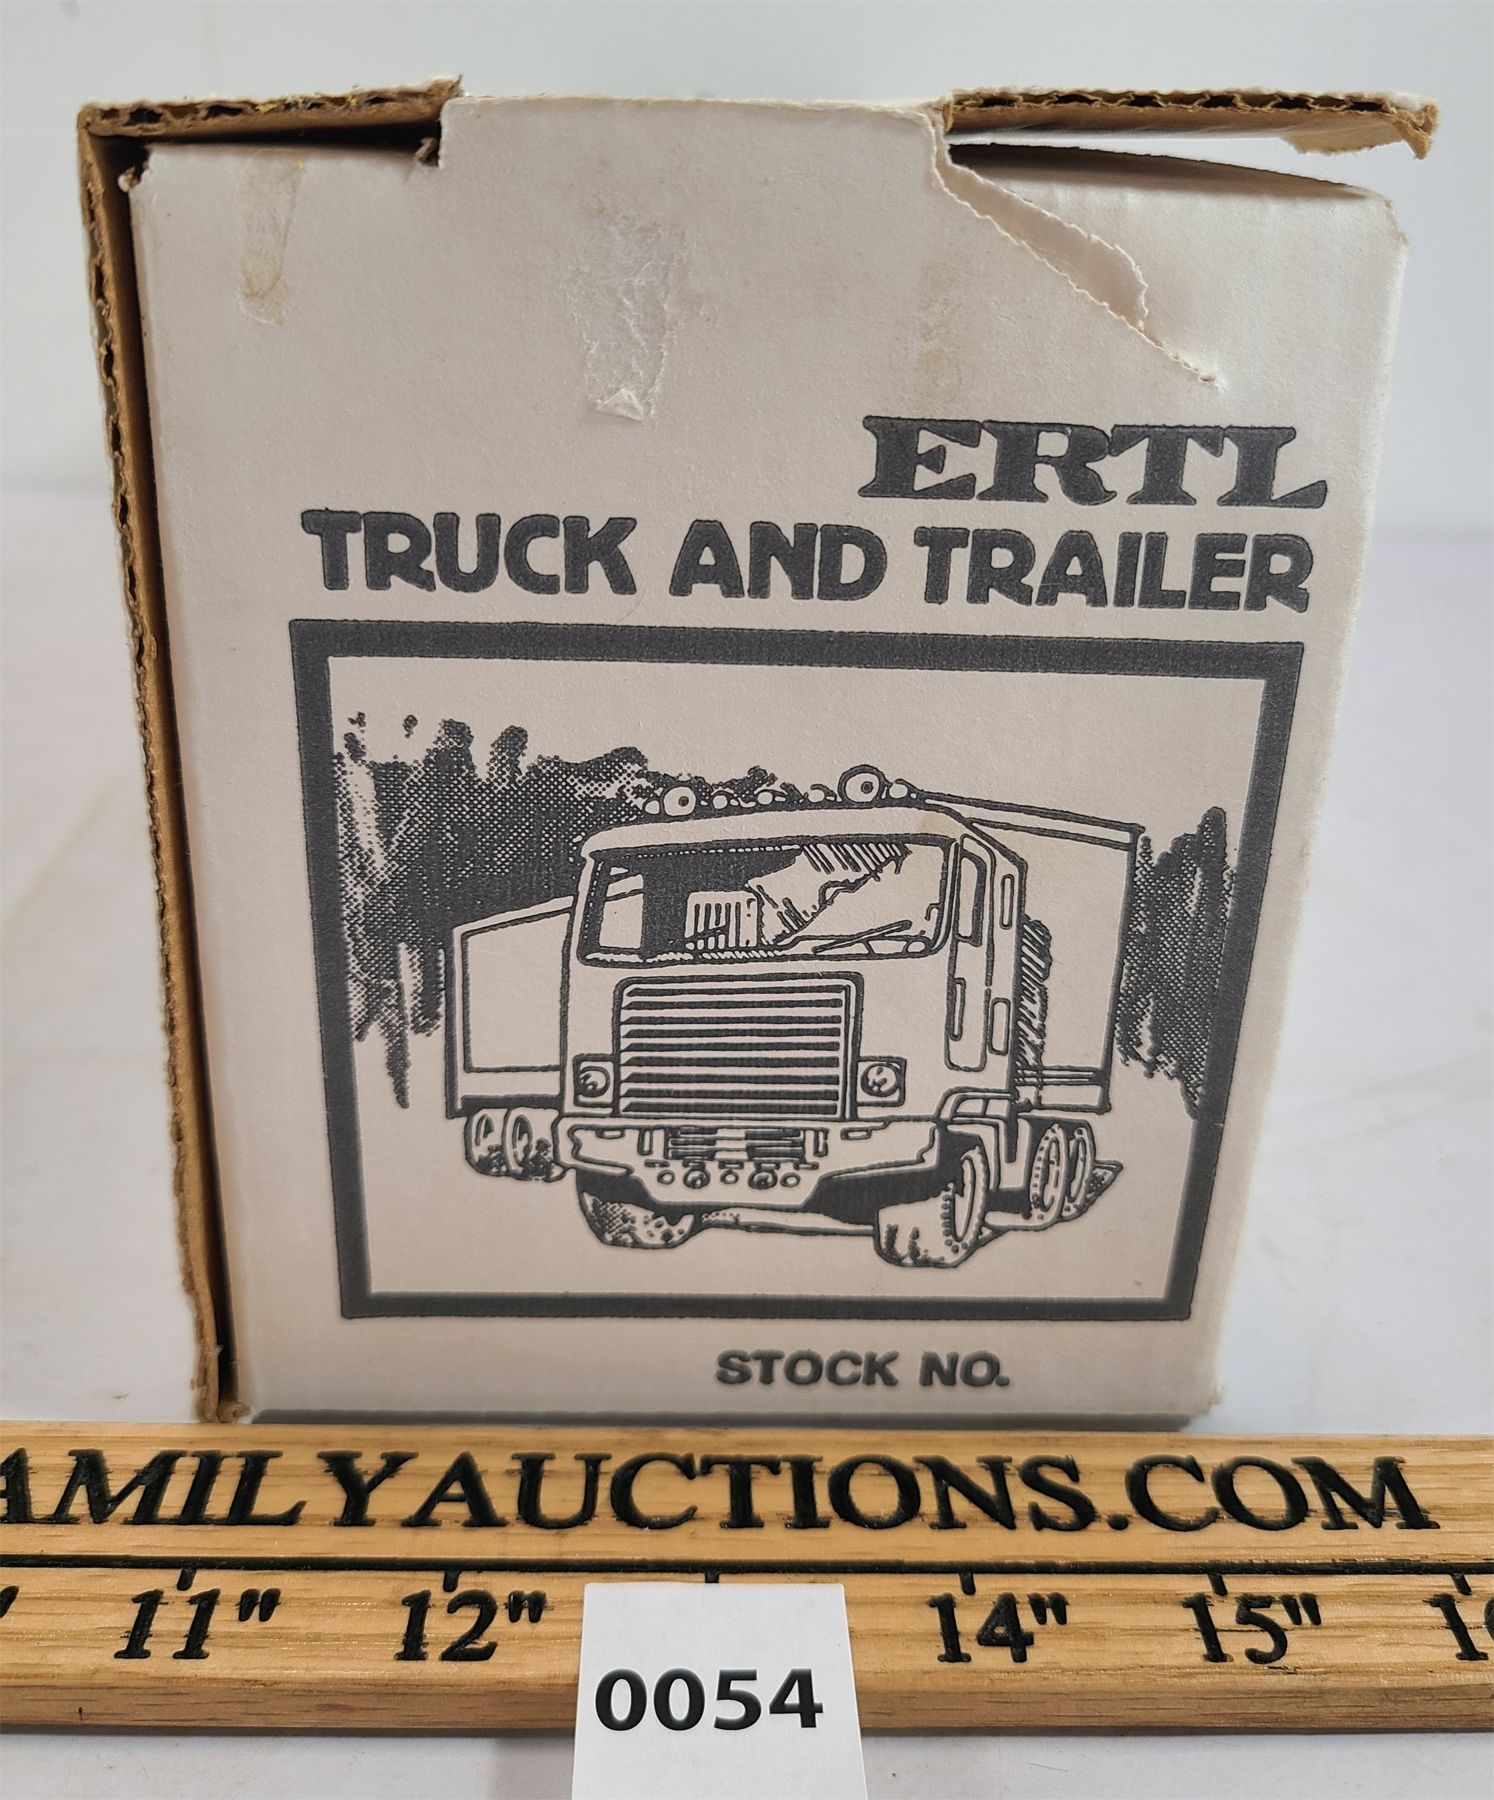 ERTL
TRUCK AND TRAILER
STOCK NO.
AMILYAUCTIONS.COM
11" 12" 14" 15"
0054